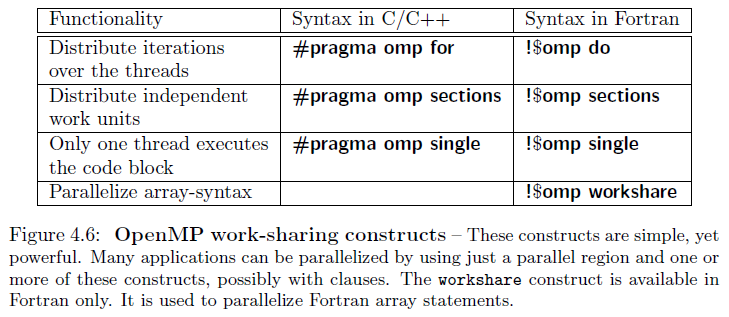 Functionality Syntax in C/C++ Syntax in Fortran
Distribute iterations #pragma omp for !$omp do
over the threads
Distribute independent #pragma omp sections !$omp sections
work units
Only one thread executes #pragma omp single !$omp single
the code block
Parallelize array-syntax !$omp workshare
Figure 4.6: OpenMP work-sharing constructs – These constructs are simple, yet
powerful. Many applications can be parallelized by using just a parallel region and one or
more of these constructs, possibly with clauses. The workshare construct is available in
Fortran only. It is used to parallelize Fortran array statements.